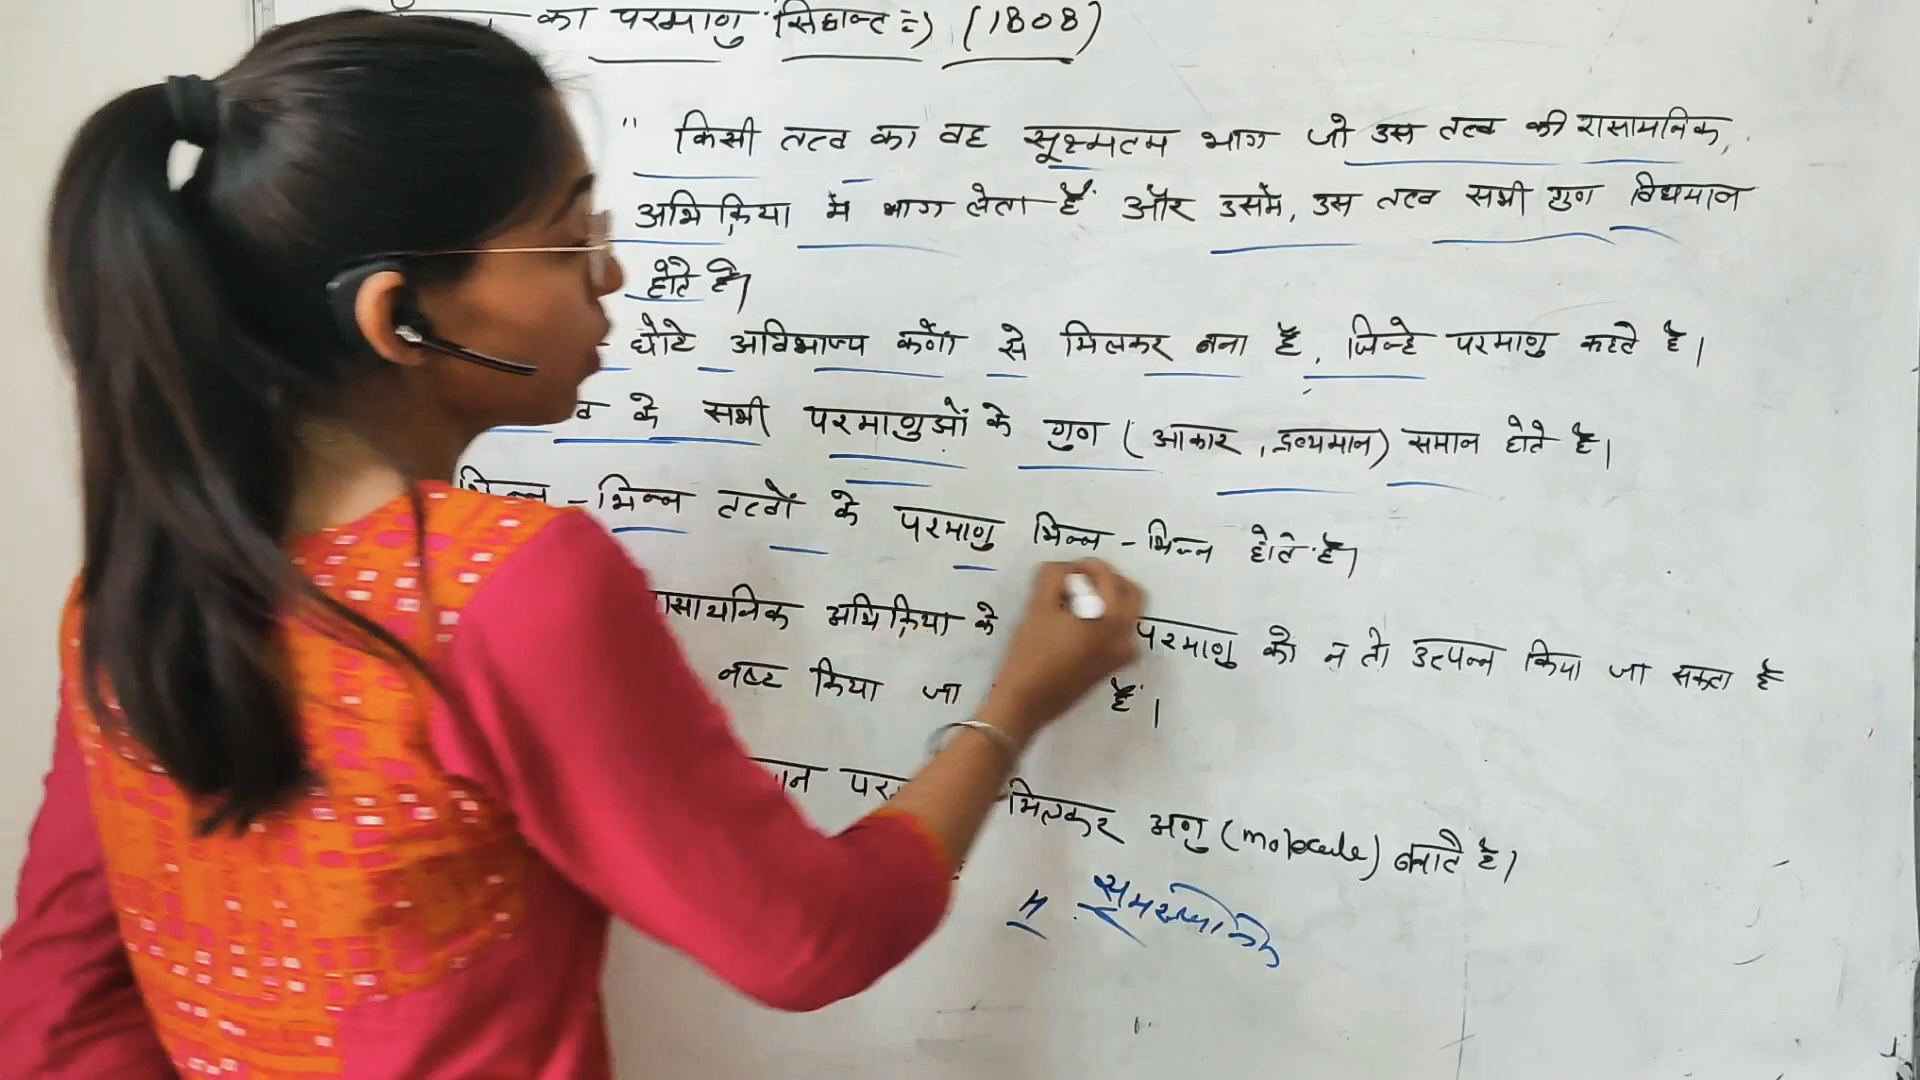 का परमाणु सिद्धान्त ⇒ (1808)
" किसी तत्व का वह सूक्ष्मतम भाग जो उस तत्व की रासायनिक,
अभिक्रिया मे भाग लेता है और उसमे, उस तत्व सभी गुण विधमान
होते है।
- छोटे अविभाज्य कणो से मिलकर बना है, जिन्हे परमाणु कहते है।
के सभी परमाणुओं के गुण (आकार, द्रव्यमान) समान होते है।
भिन्न - भिन्न तत्वों के परमाणु भिन्न - भिन्न होते है।
अभिक्रिया के परमाणु को न तो उत्पन्न किया जा सकता है
नष्ट किया जा है।
मिलकर अणु (molecule) बनाते है।